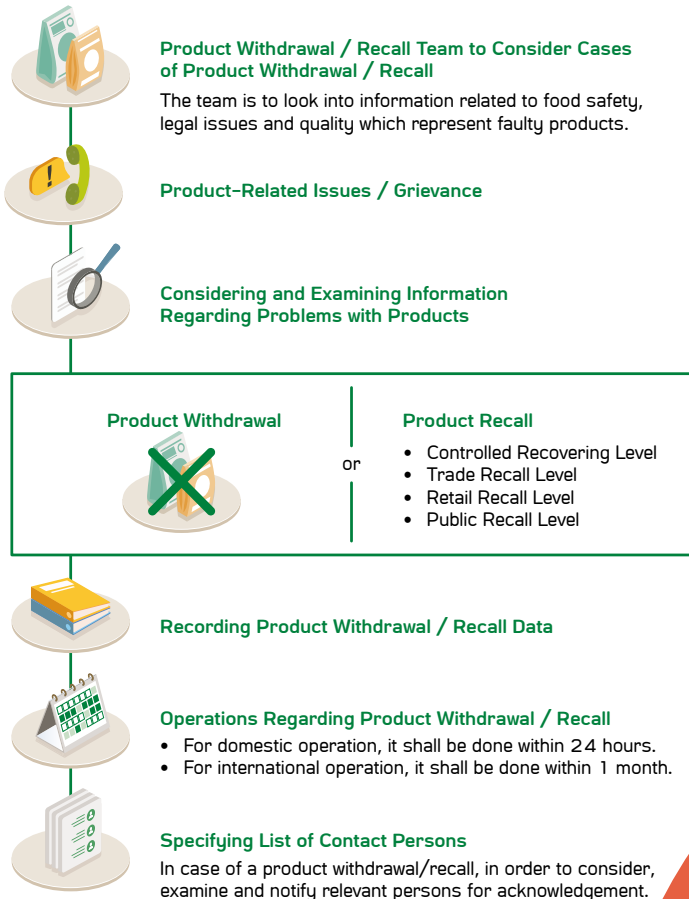 Product Withdrawal / Recall Team to Consider Cases
of Product Withdrawal / Recall
The team is to look into information related to food safety,
legal issues and quality which represent faulty products.
Product-Related Issues / Grievance
Considering and Examining Information
Regarding Problems with Products
Product Withdrawal
or
Product Recall
• Controlled Recovering Level
• Trade Recall Level
• Retail Recall Level
• Public Recall Level
Recording Product Withdrawal / Recall Data
Operations Regarding Product Withdrawal / Recall
• For domestic operation, it shall be done within 24 hours.
• For international operation, it shall be done within 1 month.
Specifying List of Contact Persons
In case of a product withdrawal/recall, in order to consider,
examine and notify relevant persons for acknowledgement.